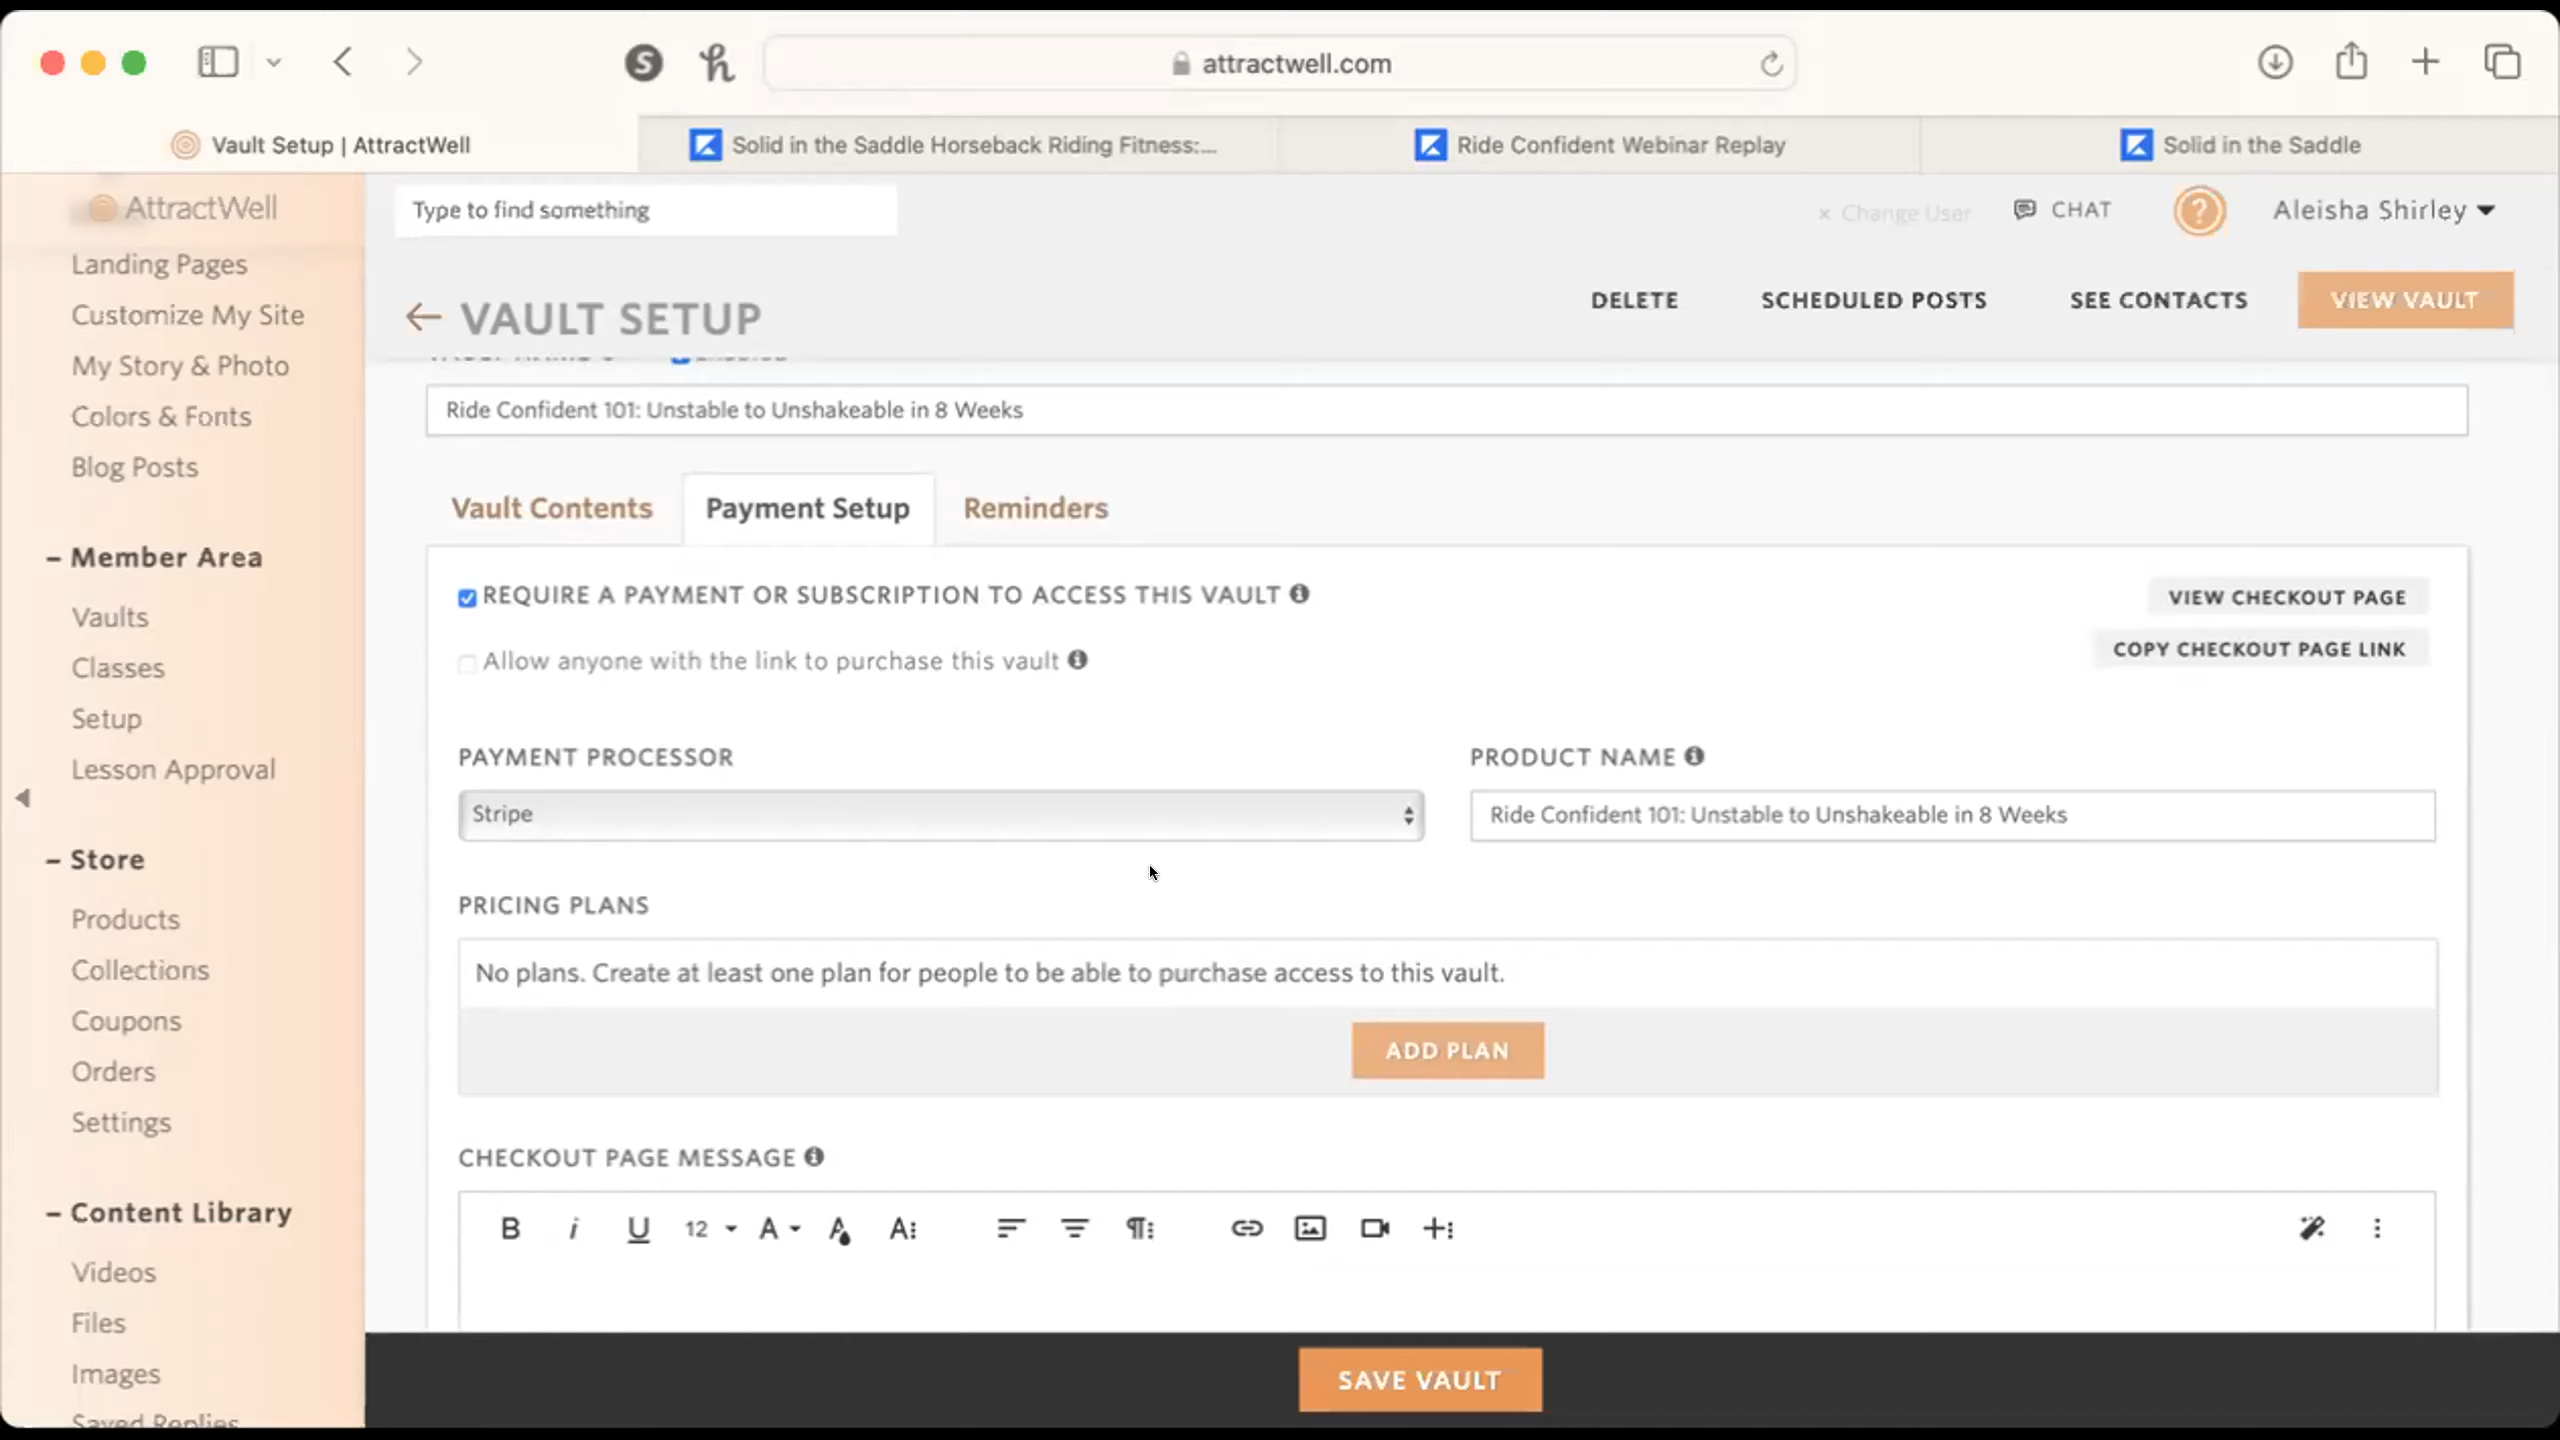 attractwell.com
Vault Setup | AttractWell
Solid in the Saddle Horseback Riding Fitness:...
Ride Confident Webinar Replay
Solid in the Saddle
AttractWell
Type to find something
× Change User
CHAT
?
Aleisha Shirley
Landing Pages
Customize My Site
My Story & Photo
Colors & Fonts
Blog Posts
– Member Area
Vaults
Classes
Setup
Lesson Approval
– Store
Products
Collections
Coupons
Orders
Settings
– Content Library
Videos
Files
Images
Saved Replies
VAULT SETUP
DELETE
SCHEDULED POSTS
SEE CONTACTS
VIEW VAULT
Ride Confident 101: Unstable to Unshakeable in 8 Weeks
Vault Contents
Payment Setup
Reminders
REQUIRE A PAYMENT OR SUBSCRIPTION TO ACCESS THIS VAULT
VIEW CHECKOUT PAGE
Allow anyone with the link to purchase this vault
COPY CHECKOUT PAGE LINK
PAYMENT PROCESSOR
PRODUCT NAME
Stripe
Ride Confident 101: Unstable to Unshakeable in 8 Weeks
PRICING PLANS
No plans. Create at least one plan for people to be able to purchase access to this vault.
ADD PLAN
CHECKOUT PAGE MESSAGE
B i U 12 A A A
SAVE VAULT